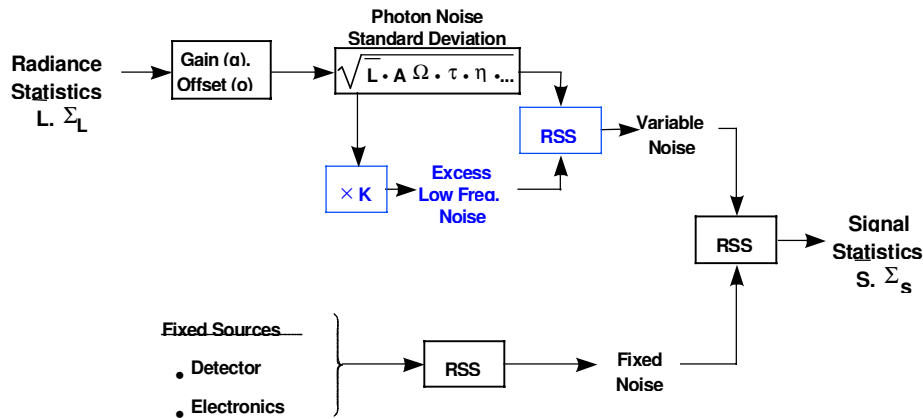 Photon Noise
Standard Deviation
Radiance
Statistics
L̅. Σ_L
Gain (g).
Offset (o)
√L̅ • A Ω • τ • η •...
RSS
Variable
Noise
× K
Excess
Low Freq.
Noise
RSS
Signal
Statistics
S̅. Σ_s
Fixed Sources
• Detector
• Electronics
RSS
Fixed
Noise